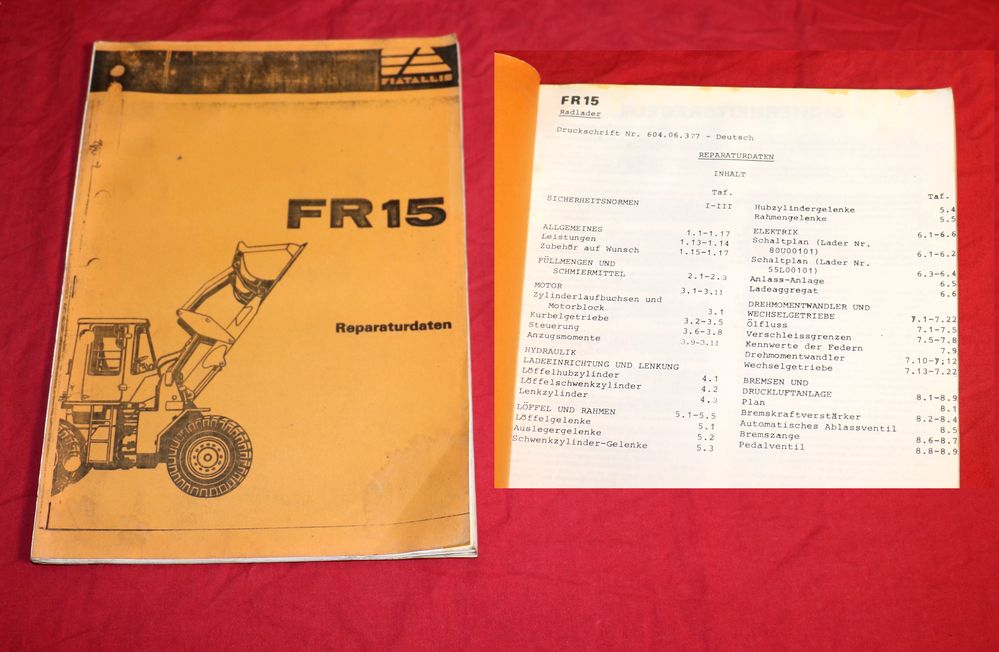 FIATALLIS
FR15
Reparaturdaten
FR15
Radlader
Druckschrift Nr. 604.06.377 - Deutsch
REPARATURDATEN
INHALT
Taf.
SICHERHEITSNORMEN I-III
ALLGEMEINES 1.1-1.17
Leistungen 1.13-1.14
Zubehör auf Wunsch 1.15-1.17
FÜLLMENGEN UND
SCHMIERMITTEL 2.1-2.3
MOTOR 3.1-3.11
Zylinderlaufbuchsen und
Motorblock 3.1
Kurbelgetriebe 3.2-3.5
Steuerung 3.6-3.8
Anzugsmomente 3.9-3.11
HYDRAULIK
LADEEINRICHTUNG UND LENKUNG
Löffelhubzylinder 4.1
Löffelschwenkzylinder 4.2
Lenkzylinder 4.3
LÖFFEL UND RAHMEN 5.1-5.5
Löffelgelenke 5.1
Auslegergelenke 5.2
Schwenkzylinder-Gelenke 5.3
Taf.
Hubzylindergelenke 5.4
Rahmengelenke 5.5
ELEKTRIK 6.1-6.6
Schaltplan (Lader Nr.
80U00101) 6.1-6.2
Schaltplan (Lader Nr.
55L00101) 6.3-6.4
Anlass-Anlage 6.5
Ladeaggregat 6.6
DREHMOMENTWANDLER UND
WECHSELGETRIEBE 7.1-7.22
Ölfluss 7.1-7.5
Verschleissgrenzen 7.5-7.8
Kennwerte der Federn 7.9
Drehmomentwandler 7.10-7;12
Wechselgetriebe 7.13-7.22
BREMSEN UND
DRUCKLUFTANLAGE 8.1-8.9
Plan 8.1
Bremskraftverstärker 8.2-8.4
Automatisches Ablassventil 8.5
Bremszange 8.6-8.7
Pedalventil 8.8-8.9